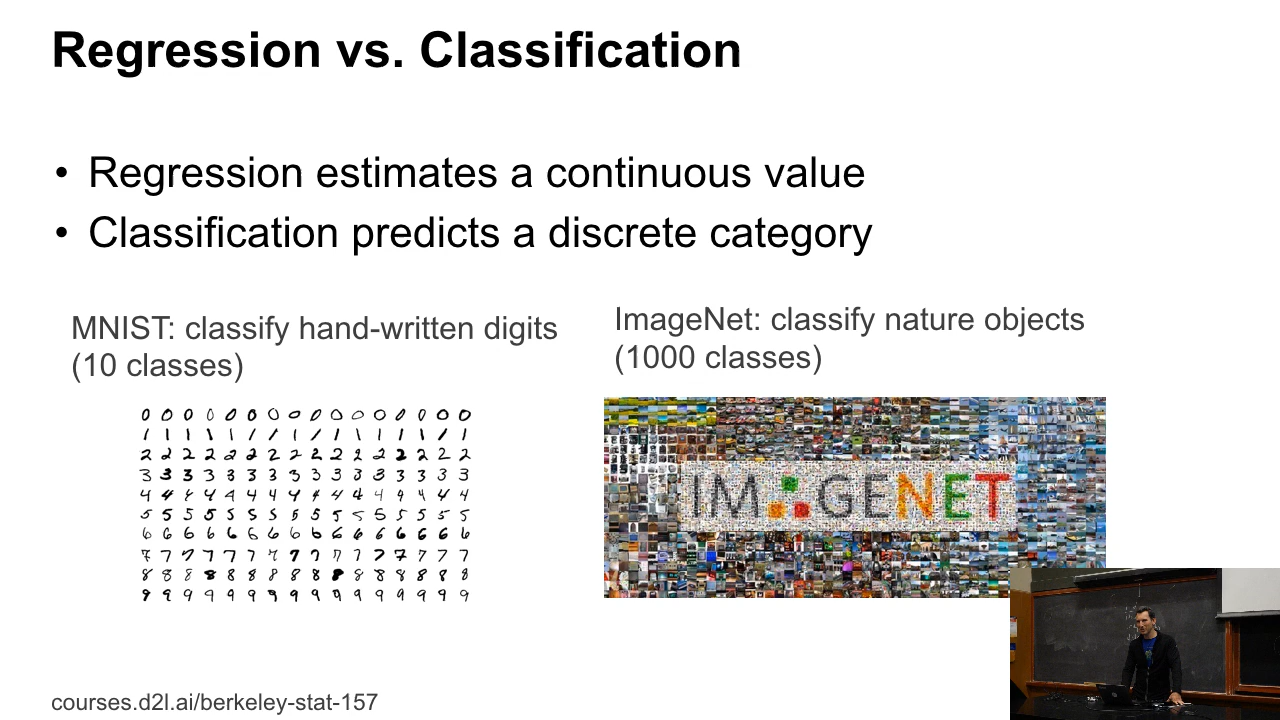 Regression vs. Classification
• Regression estimates a continuous value
• Classification predicts a discrete category
MNIST: classify hand-written digits
(10 classes)
ImageNet: classify nature objects
(1000 classes)
0 0 0 0 0 0 0 0 0 0 0 0 0 0 0 0
1 1 1 1 1 1 1 1 1 1 1 1 1 1 1 1
2 2 2 2 2 2 2 2 2 2 2 2 2 2 2 2
3 3 3 3 3 3 3 3 3 3 3 3 3 3 3 3
4 4 4 4 4 4 4 4 4 4 4 4 4 4 4 4
5 5 5 5 5 5 5 5 5 5 5 5 5 5 5 5
6 6 6 6 6 6 6 6 6 6 6 6 6 6 6 6
7 7 7 7 7 7 7 7 7 7 7 7 7 7 7 7
8 8 8 8 8 8 8 8 8 8 8 8 8 8 8 8
9 9 9 9 9 9 9 9 9 9 9 9 9 9 9 9
IMAGENET
courses.d2l.ai/berkeley-stat-157